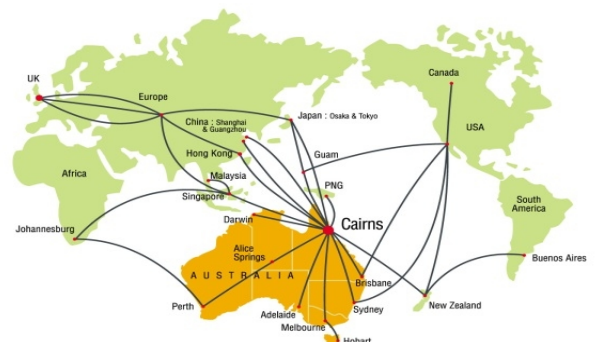 UK
Europe
Canada
USA
China : Shanghai
& Guangzhou
Japan : Osaka & Tokyo
Hong Kong
Guam
Africa
Malaysia
PNG
Singapore
South
America
Darwin
Cairns
Johannesburg
Alice
Springs
Buenos Aires
AUSTRALIA
Brisbane
Perth
Adelaide
Sydney
New Zealand
Melbourne
Hobart